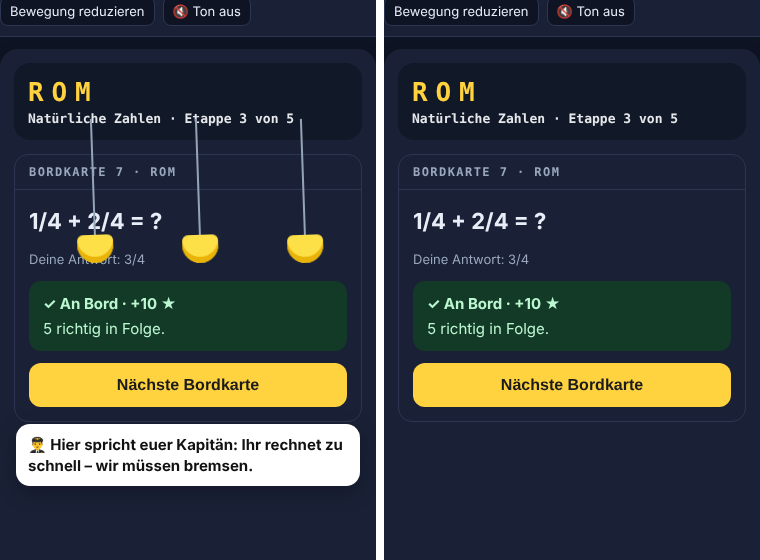 Bewegung reduzieren
🔇 Ton aus
ROM
Natürliche Zahlen · Etappe 3 von 5
BORDKARTE 7 · ROM
1/4 + 2/4 = ?
Deine Antwort: 3/4
✓ An Bord · +10 ★
5 richtig in Folge.
Nächste Bordkarte
👨‍✈️ Hier spricht euer Kapitän: Ihr rechnet zu
schnell – wir müssen bremsen.
Bewegung reduzieren
🔇 Ton aus
ROM
Natürliche Zahlen · Etappe 3 von 5
BORDKARTE 7 · ROM
1/4 + 2/4 = ?
Deine Antwort: 3/4
✓ An Bord · +10 ★
5 richtig in Folge.
Nächste Bordkarte